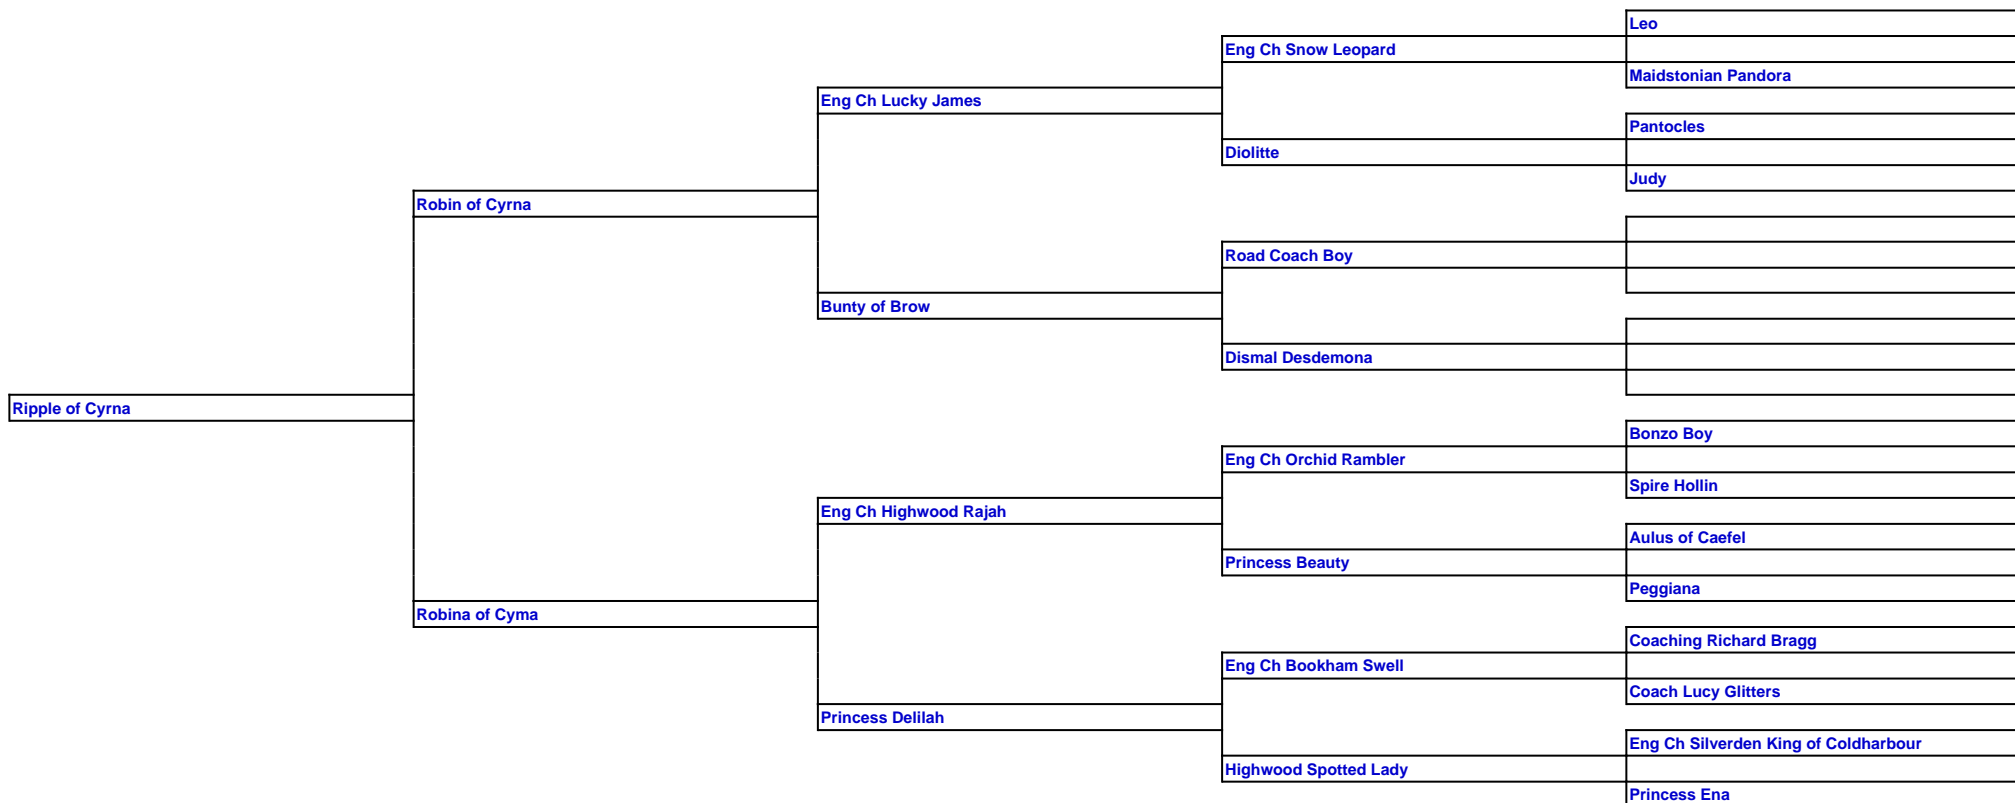 Leo
Eng Ch Snow Leopard
Maidstonian Pandora
Eng Ch Lucky James
Pantocles
Diolitte
Judy
Robin of Cyrna
Road Coach Boy
Bunty of Brow
Dismal Desdemona
Ripple of Cyrna
Bonzo Boy
Eng Ch Orchid Rambler
Spire Hollin
Eng Ch Highwood Rajah
Aulus of Caefel
Princess Beauty
Peggiana
Robina of Cyma
Coaching Richard Bragg
Eng Ch Bookham Swell
Coach Lucy Glitters
Princess Delilah
Eng Ch Silverden King of Coldharbour
Highwood Spotted Lady
Princess Ena